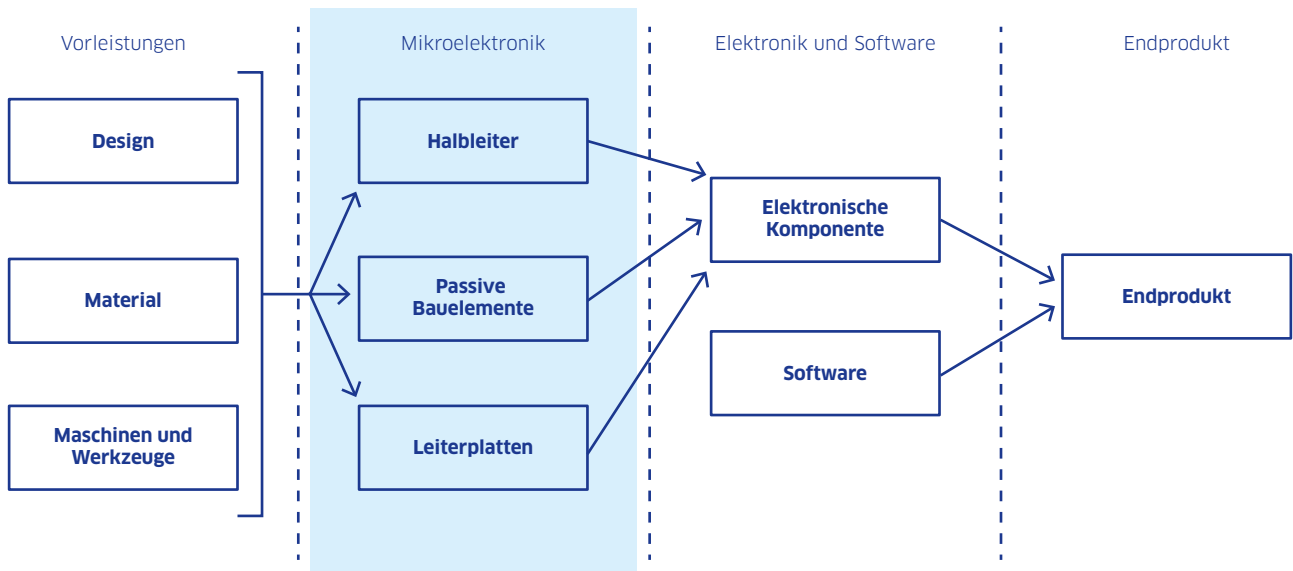 Vorleistungen
Mikroelektronik
Elektronik und Software
Endprodukt
Design
Material
Maschinen und
Werkzeuge
Halbleiter
Passive
Bauelemente
Leiterplatten
Elektronische
Komponente
Software
Endprodukt